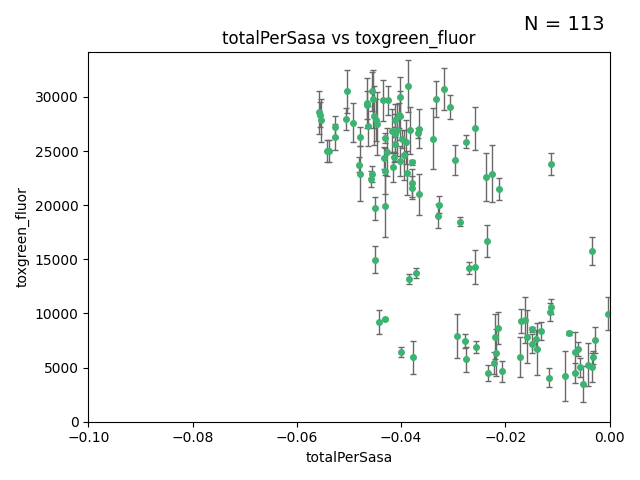 N = 113
totalPerSasa vs toxgreen_fluor
30000
25000
20000
15000
10000
5000
0
toxgreen_fluor
−0.10 −0.08 −0.06 −0.04 −0.02 0.00
totalPerSasa